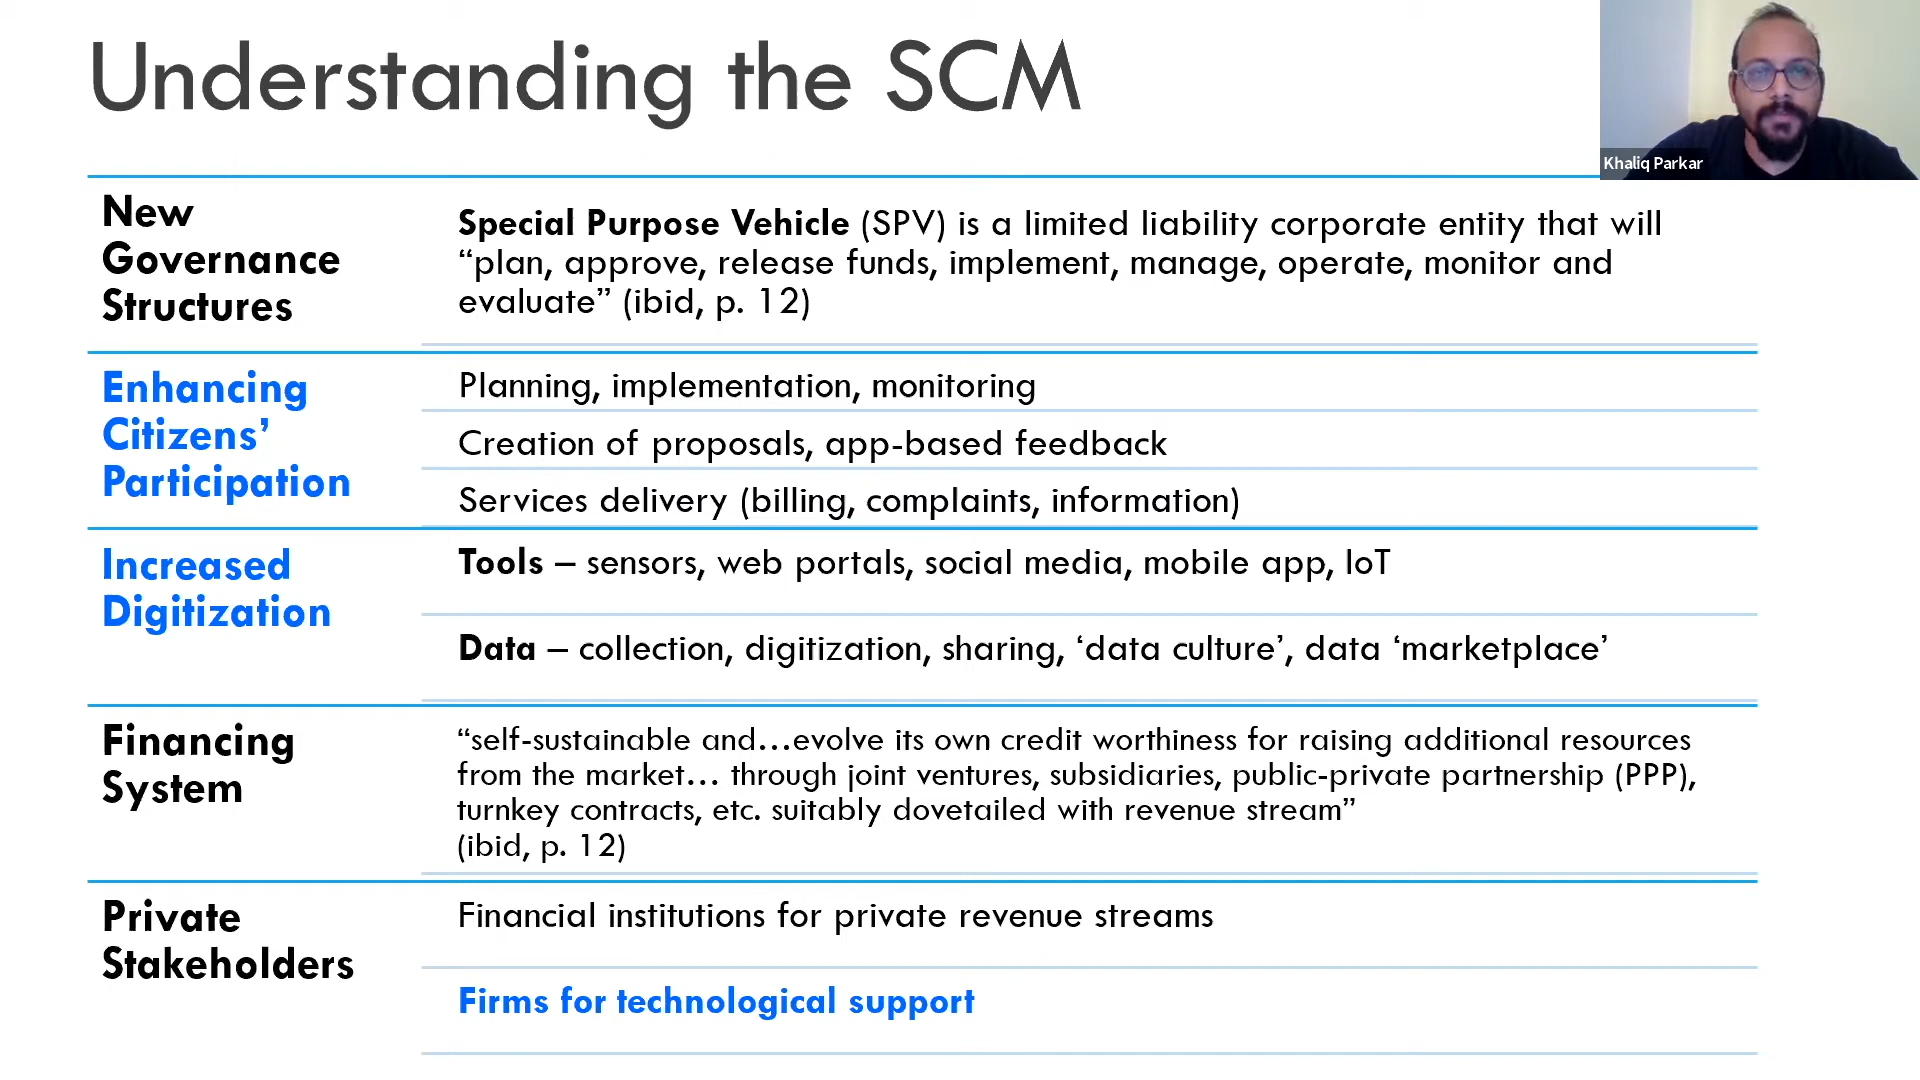 Understanding the SCM
Khaliq Parkar
New
Governance
Structures
Special Purpose Vehicle (SPV) is a limited liability corporate entity that will
“plan, approve, release funds, implement, manage, operate, monitor and
evaluate” (ibid, p. 12)
Enhancing
Citizens’
Participation
Planning, implementation, monitoring
Creation of proposals, app-based feedback
Services delivery (billing, complaints, information)
Increased
Digitization
Tools – sensors, web portals, social media, mobile app, IoT
Data – collection, digitization, sharing, ‘data culture’, data ‘marketplace’
Financing
System
“self-sustainable and…evolve its own credit worthiness for raising additional resources
from the market… through joint ventures, subsidiaries, public-private partnership (PPP),
turnkey contracts, etc. suitably dovetailed with revenue stream”
(ibid, p. 12)
Private
Stakeholders
Financial institutions for private revenue streams
Firms for technological support